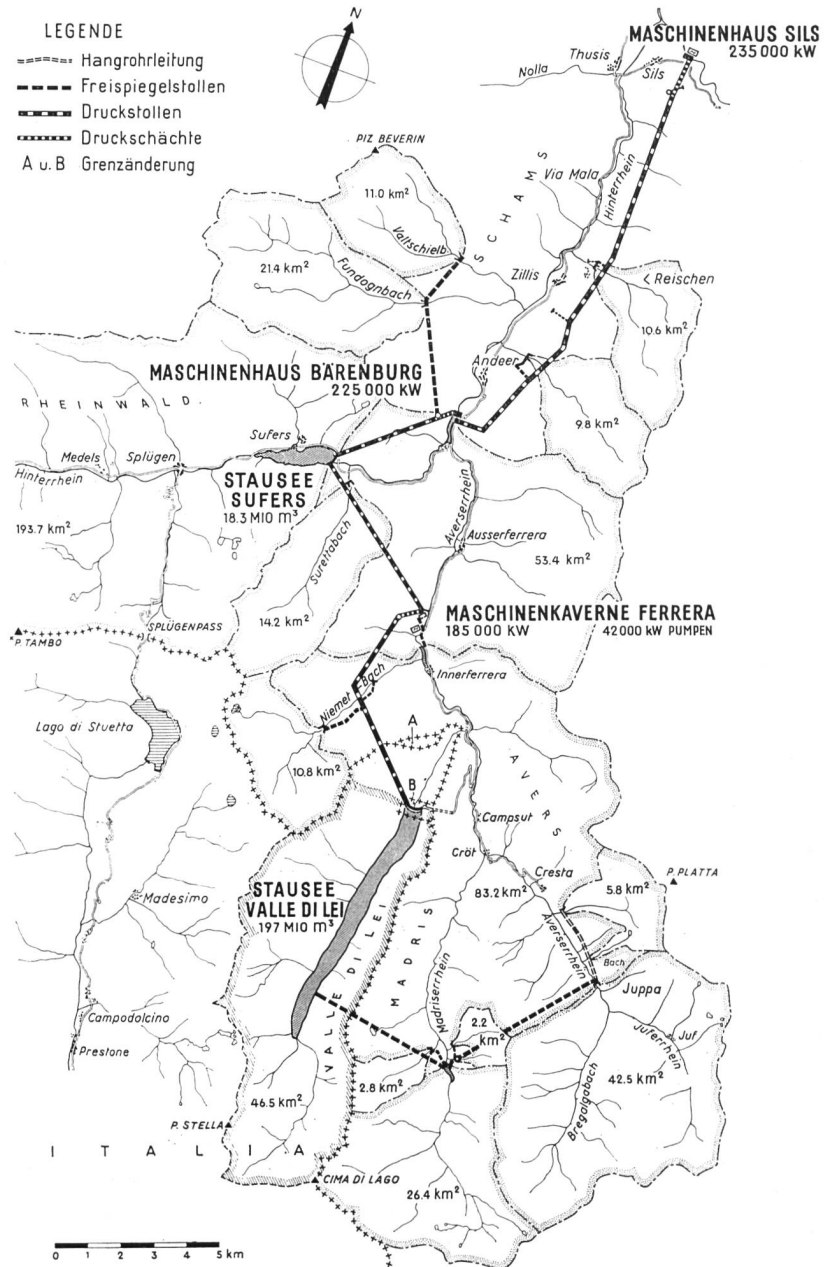 LEGENDE
Hangrohrleitung
Freispiegelstollen
Druckstollen
Druckschächte
A u. B Grenzänderung
N
MASCHINENHAUS SILS
235000 kW
Thusis
Nolla
Sils
PIZ BEVERIN
11.0 km²
Via Mala
Hinterrhein
SCHAMS
Valtschielb
21.4 km²
Fundognbach
Zillis
Reischen
10.6 km²
MASCHINENHAUS BÄRENBURG
225000 kW
Andeer
RHEINWALD.
9.8 km²
Sufers
Medels
Splügen
Hinterrhein
STAUSEE
SUFERS
18.3 MIO m³
Averserrhein
Ausserferrera
193.7 km²
Surettabach
53.4 km²
14.2 km²
SPLÜGENPASS
P. TAMBO
MASCHINENKAVERNE FERRERA
185000 kW
42000 kW PUMPEN
Innerferrera
Niemet-Bach
Lago di Stuetta
A
10.8 km²
AVERS
B
Campsut
Cröt
Cresta
STAUSEE
VALLE DI LEI
197 MIO m³
83.2 km²
5.8 km²
P. PLATTA
Madesimo
MADRIS
VALLE DI LEI
Averserrhein
Bach
Juppa
Madriserrhein
Campodolcino
2.2
km²
Juferrhein
Juf
Prestone
2.8 km²
42.5 km²
46.5 km²
Bregalgabach
P. STELLA
ITALIA
CIMA DI LAGO
26.4 km²
0 1 2 3 4 5 km